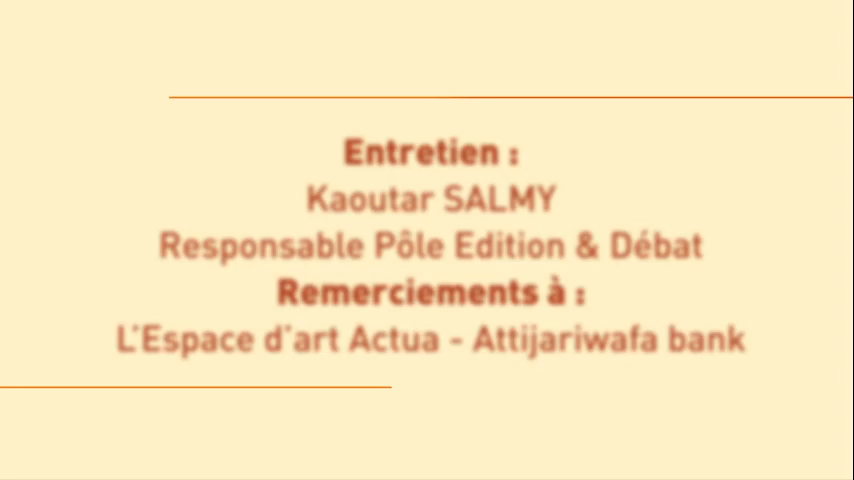 Entretien :
Kaoutar SALMY
Responsable Pôle Edition & Débat
Remerciements à :
L'Espace d'art Actua - Attijariwafa bank